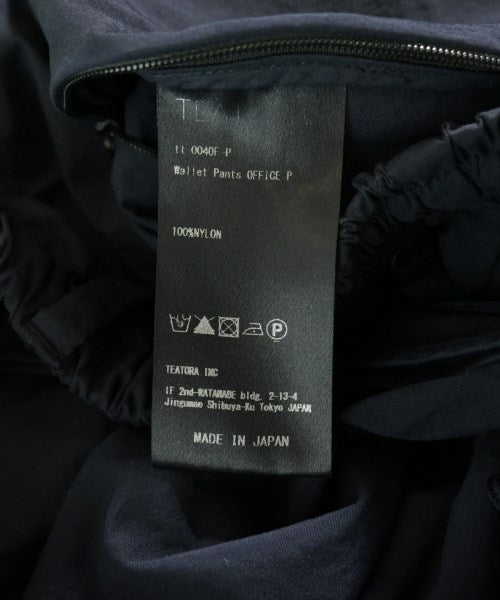 tt 004OF-P
Wallet Pants OFFICE P
100%NYLON
P
TEATORA INC
1F 2nd-WATANABE bldg. 2-13-4
Jingumae Shibuya-Ku Tokyo JAPAN
MADE IN JAPAN